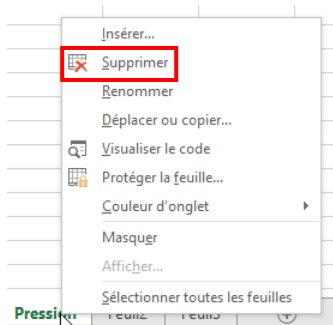 Insérer...
Supprimer
Renommer
Déplacer ou copier...
Visualiser le code
Protéger la feuille...
Couleur d'onglet
Masquer
Afficher...
Sélectionner toutes les feuilles
Pression Feuil2 Feuil3